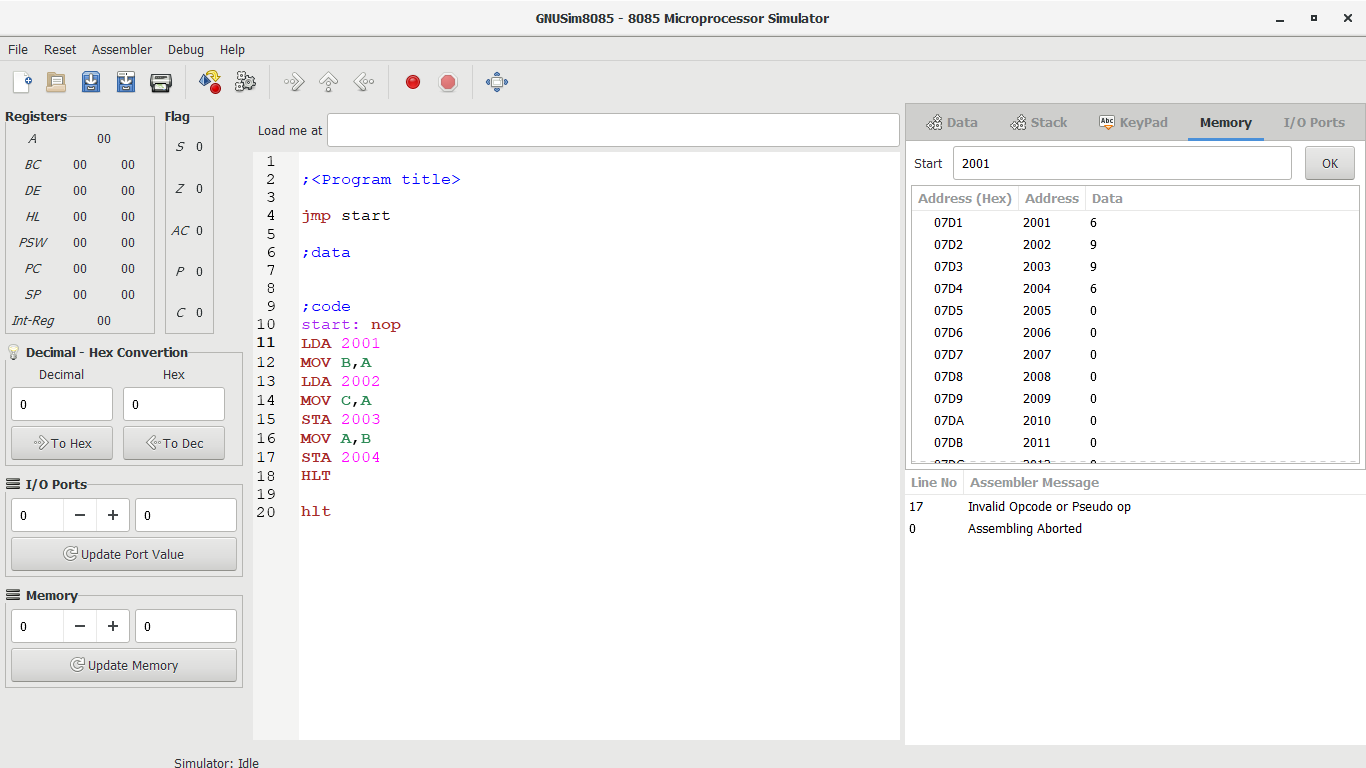 GNUSim8085 - 8085 Microprocessor Simulator
File Reset Assembler Debug Help
Registers
A 00
BC 00 00
DE 00 00
HL 00 00
PSW 00 00
PC 00 00
SP 00 00
Int-Reg 00
Flag
S 0
Z 0
AC 0
P 0
C 0
Decimal - Hex Convertion
Decimal Hex
0 0
To Hex To Dec
I/O Ports
0 − + 0
Update Port Value
Memory
0 − + 0
Update Memory
Load me at
1
2 ;<Program title>
3
4 jmp start
5
6 ;data
7
8
9 ;code
10 start: nop
11 LDA 2001
12 MOV B,A
13 LDA 2002
14 MOV C,A
15 STA 2003
16 MOV A,B
17 STA 2004
18 HLT
19
20 hlt
Data Stack Abc KeyPad Memory I/O Ports
Start 2001 OK
Address (Hex) Address Data
07D1 2001 6
07D2 2002 9
07D3 2003 9
07D4 2004 6
07D5 2005 0
07D6 2006 0
07D7 2007 0
07D8 2008 0
07D9 2009 0
07DA 2010 0
07DB 2011 0
07DC 2012 0
Line No Assembler Message
17 Invalid Opcode or Pseudo op
0 Assembling Aborted
Simulator: Idle